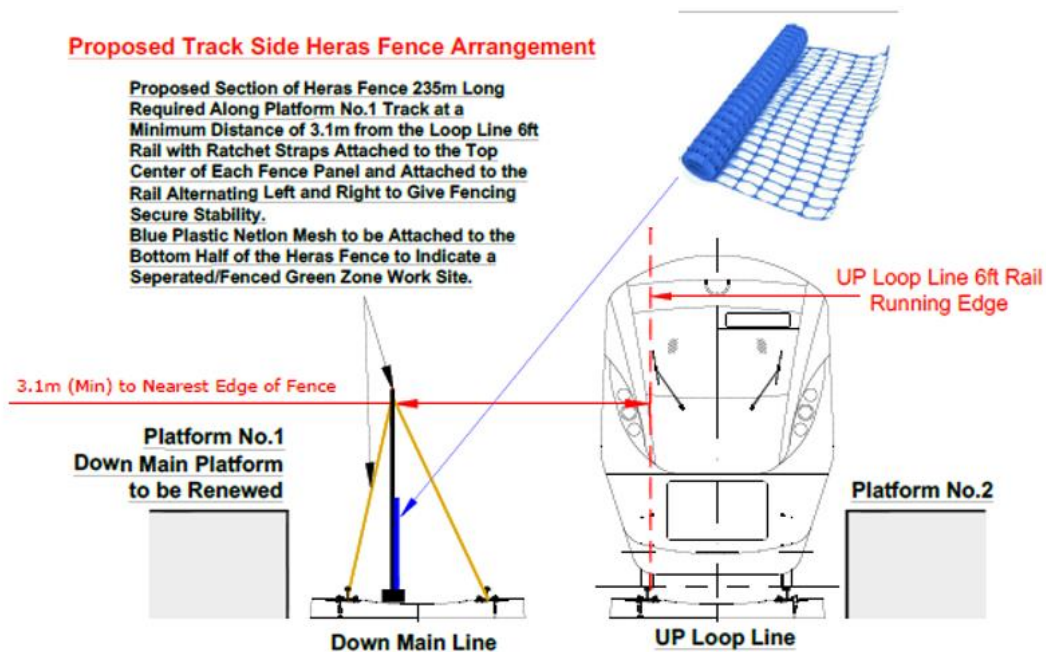 Proposed Track Side Heras Fence Arrangement
Proposed Section of Heras Fence 235m Long
Required Along Platform No.1 Track at a
Minimum Distance of 3.1m from the Loop Line 6ft
Rail with Ratchet Straps Attached to the Top
Center of Each Fence Panel and Attached to the
Rail Alternating Left and Right to Give Fencing
Secure Stability.
Blue Plastic Netlon Mesh to be Attached to the
Bottom Half of the Heras Fence to Indicate a
Seperated/Fenced Green Zone Work Site.
UP Loop Line 6ft Rail
Running Edge
3.1m (Min) to Nearest Edge of Fence
Platform No.1
Down Main Platform
to be Renewed
Platform No.2
Down Main Line
UP Loop Line